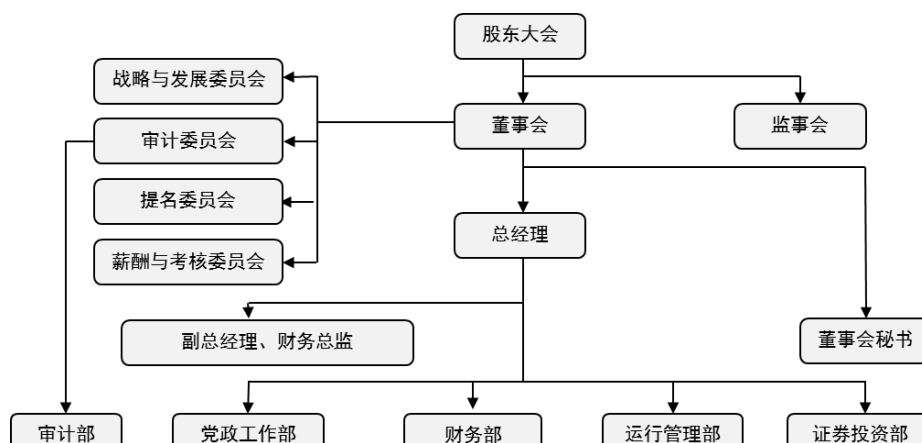 股东大会
战略与发展委员会
董事会
监事会
审计委员会
提名委员会
总经理
薪酬与考核委员会
副总经理、财务总监
董事会秘书
审计部
党政工作部
财务部
运行管理部
证券投资部